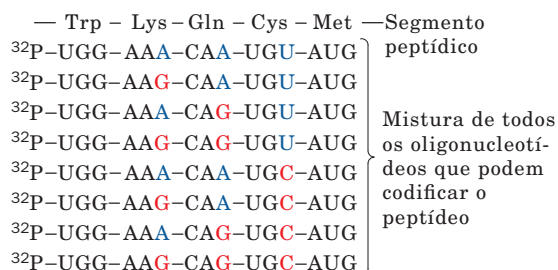 — Trp – Lys – Gln – Cys – Met — Segmento peptídico
³²P–UGG–AAA–CAA–UGU–AUG
³²P–UGG–AAG–CAA–UGU–AUG
³²P–UGG–AAA–CAG–UGU–AUG
³²P–UGG–AAG–CAG–UGU–AUG
³²P–UGG–AAA–CAA–UGC–AUG
³²P–UGG–AAG–CAA–UGC–AUG
³²P–UGG–AAA–CAG–UGC–AUG
³²P–UGG–AAG–CAG–UGC–AUG
Mistura de todos
os oligonucleotí-
deos que podem
codificar o
peptídeo